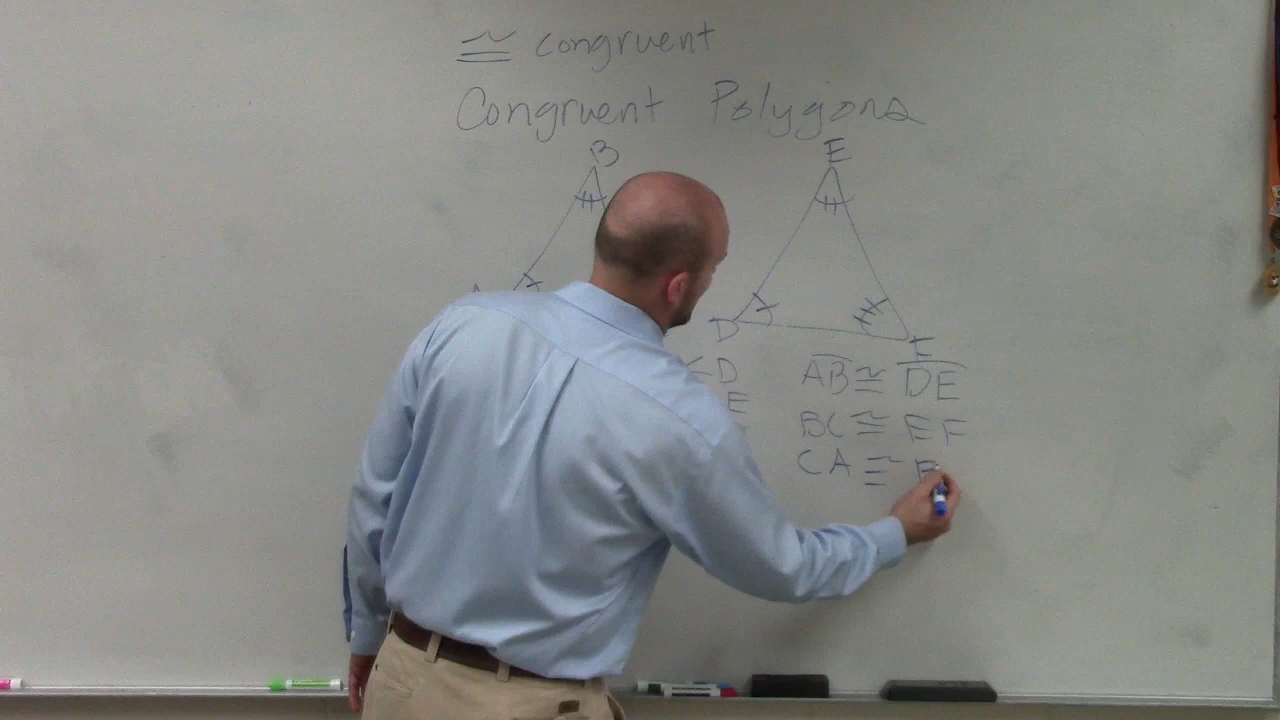 ≅ congruent
Congruent Polygons
B E
D
<D
E
AB ≅ DE
BC ≅ EF
CA ≅ F